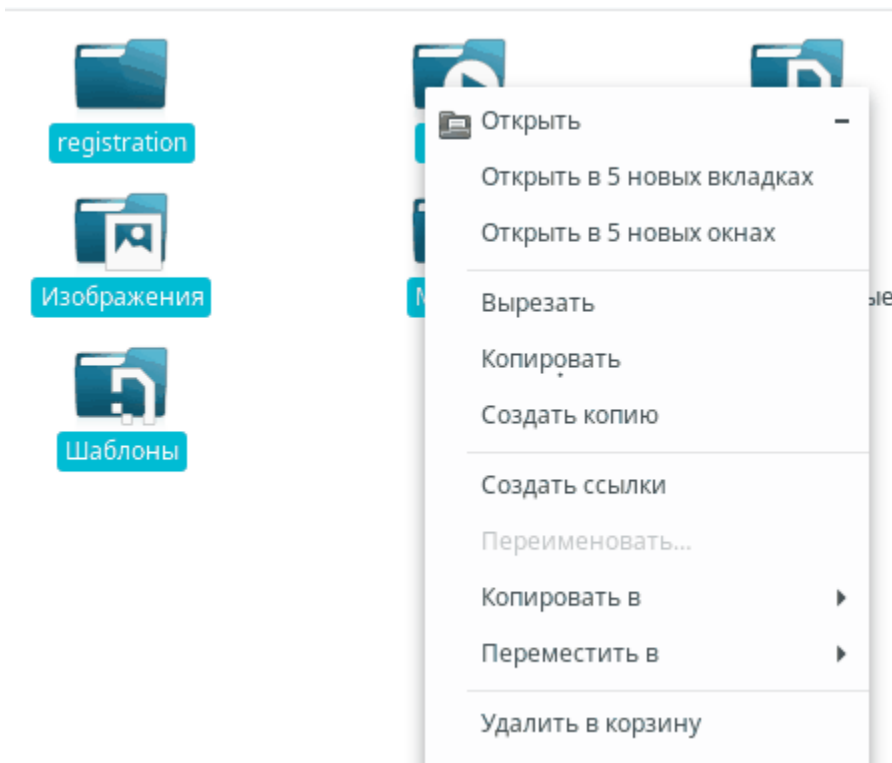 registration
Изображения
Шаблоны
Открыть
Открыть в 5 новых вкладках
Открыть в 5 новых окнах
Вырезать
Копировать
Создать копию
Создать ссылки
Переименовать...
Копировать в
Переместить в
Удалить в корзину